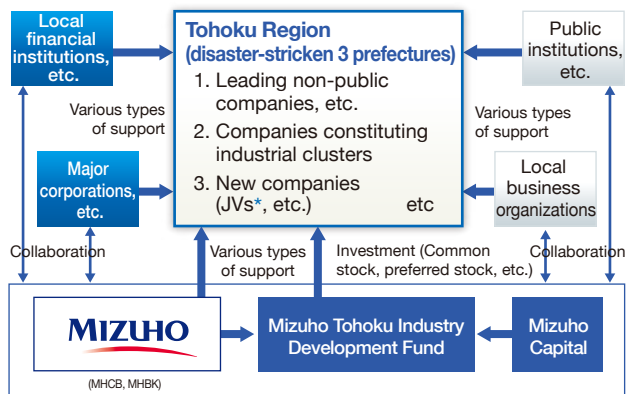 Local
financial
institutions,
etc.
Tohoku Region
(disaster-stricken 3 prefectures)
1. Leading non-public
companies, etc.
2. Companies constituting
industrial clusters
3. New companies
(JVs*, etc.) etc
Public
institutions,
etc.
Various types
of support
Various types
of support
Major
corporations,
etc.
Local
business
organizations
Collaboration
Various types
of support
Investment (Common
stock, preferred stock, etc.)
Collaboration
MIZUHO
(MHCB, MHBK)
Mizuho Tohoku Industry
Development Fund
Mizuho
Capital